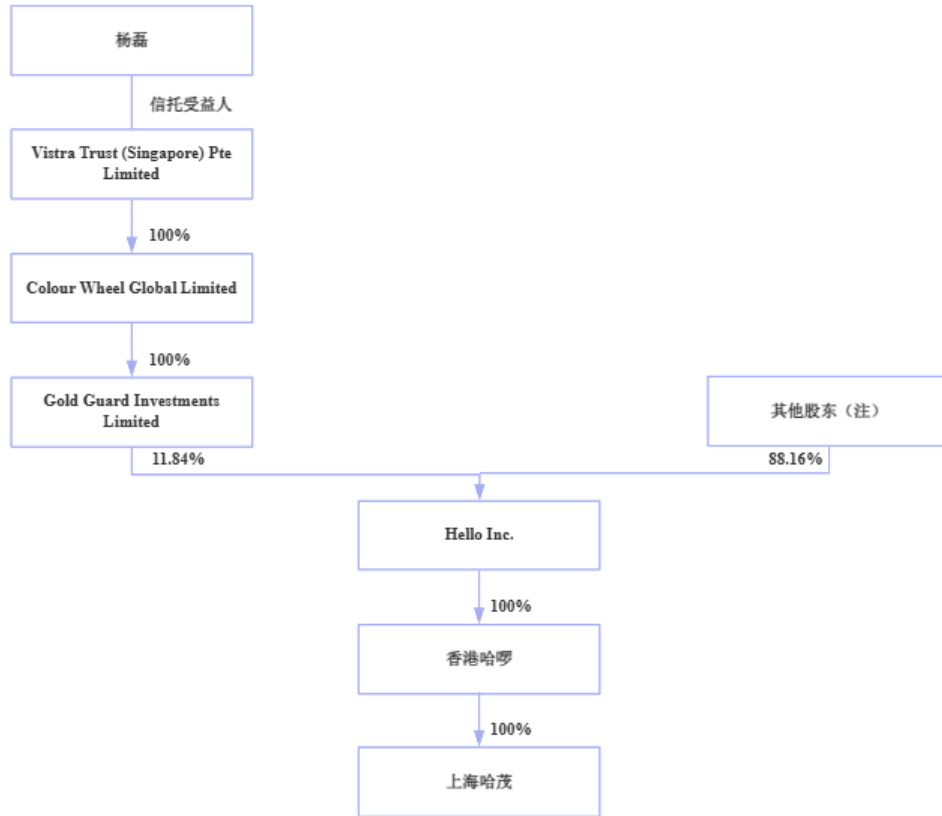 杨磊
信托受益人
Vistra Trust (Singapore) Pte
Limited
100%
Colour Wheel Global Limited
100%
Gold Guard Investments
Limited
其他股东（注）
11.84%
88.16%
Hello Inc.
100%
香港哈啰
100%
上海哈茂